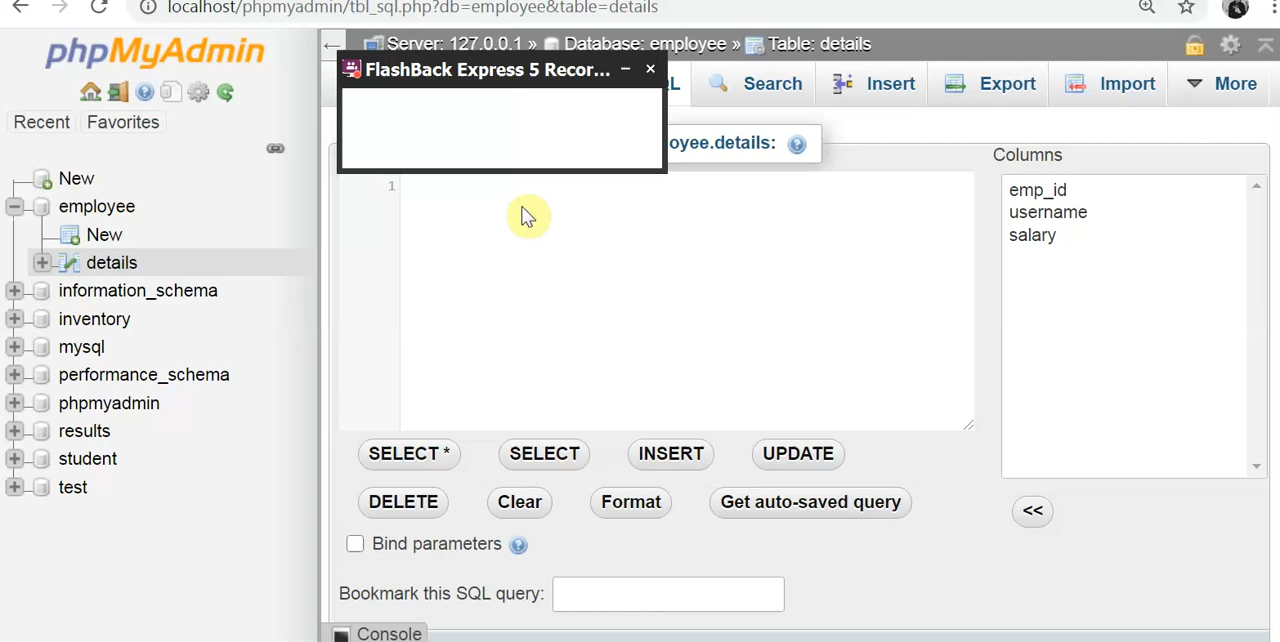 localhost/phpmyadmin/tbl_sql.php?db=employee&table=details
phpMyAdmin
Recent Favorites
New
employee
New
details
information_schema
inventory
mysql
performance_schema
phpmyadmin
results
student
test
Server: 127.0.0.1 » Database: employee » Table: details
FlashBack Express 5 Recor...
Search Insert Export Import More
oyee.details:
1
Columns
emp_id
username
salary
SELECT * SELECT INSERT UPDATE
DELETE Clear Format Get auto-saved query
<<
Bind parameters
Bookmark this SQL query:
Console